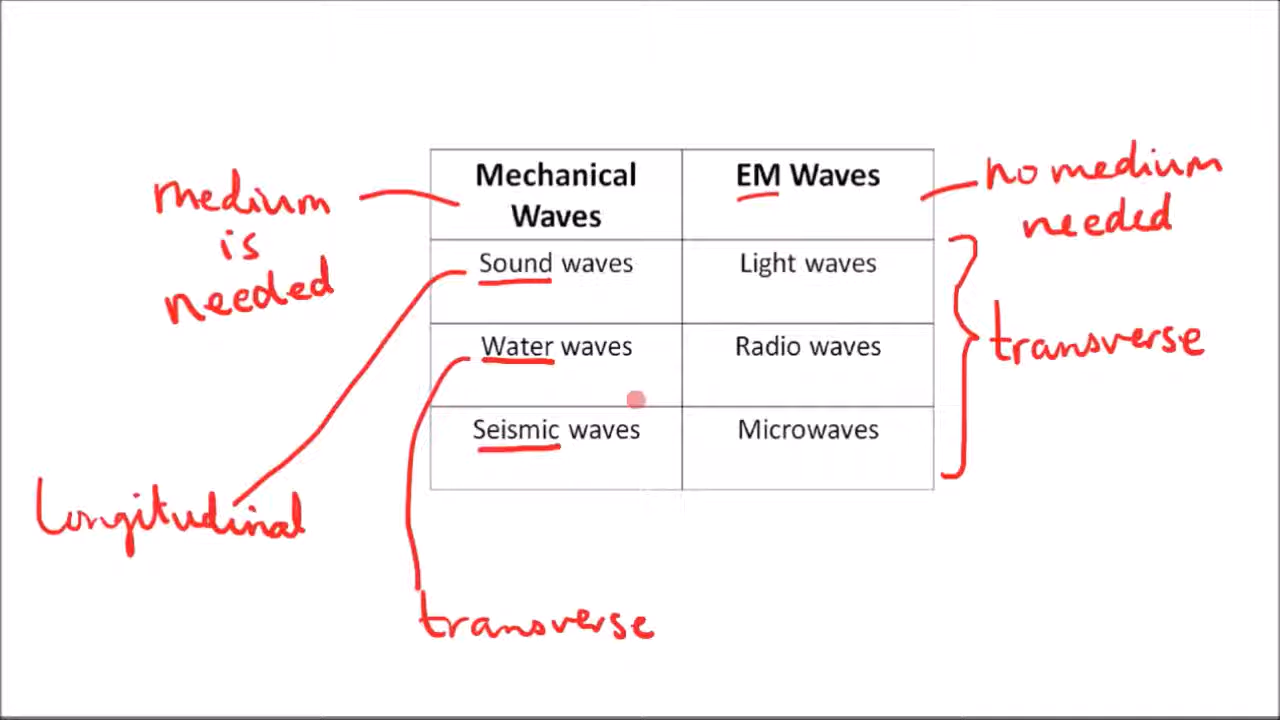 medium
is
needed
Mechanical
Waves
EM Waves
no medium
needed
Sound waves
Light waves
Water waves
Radio waves
transverse
Seismic waves
Microwaves
Longitudinal
transverse